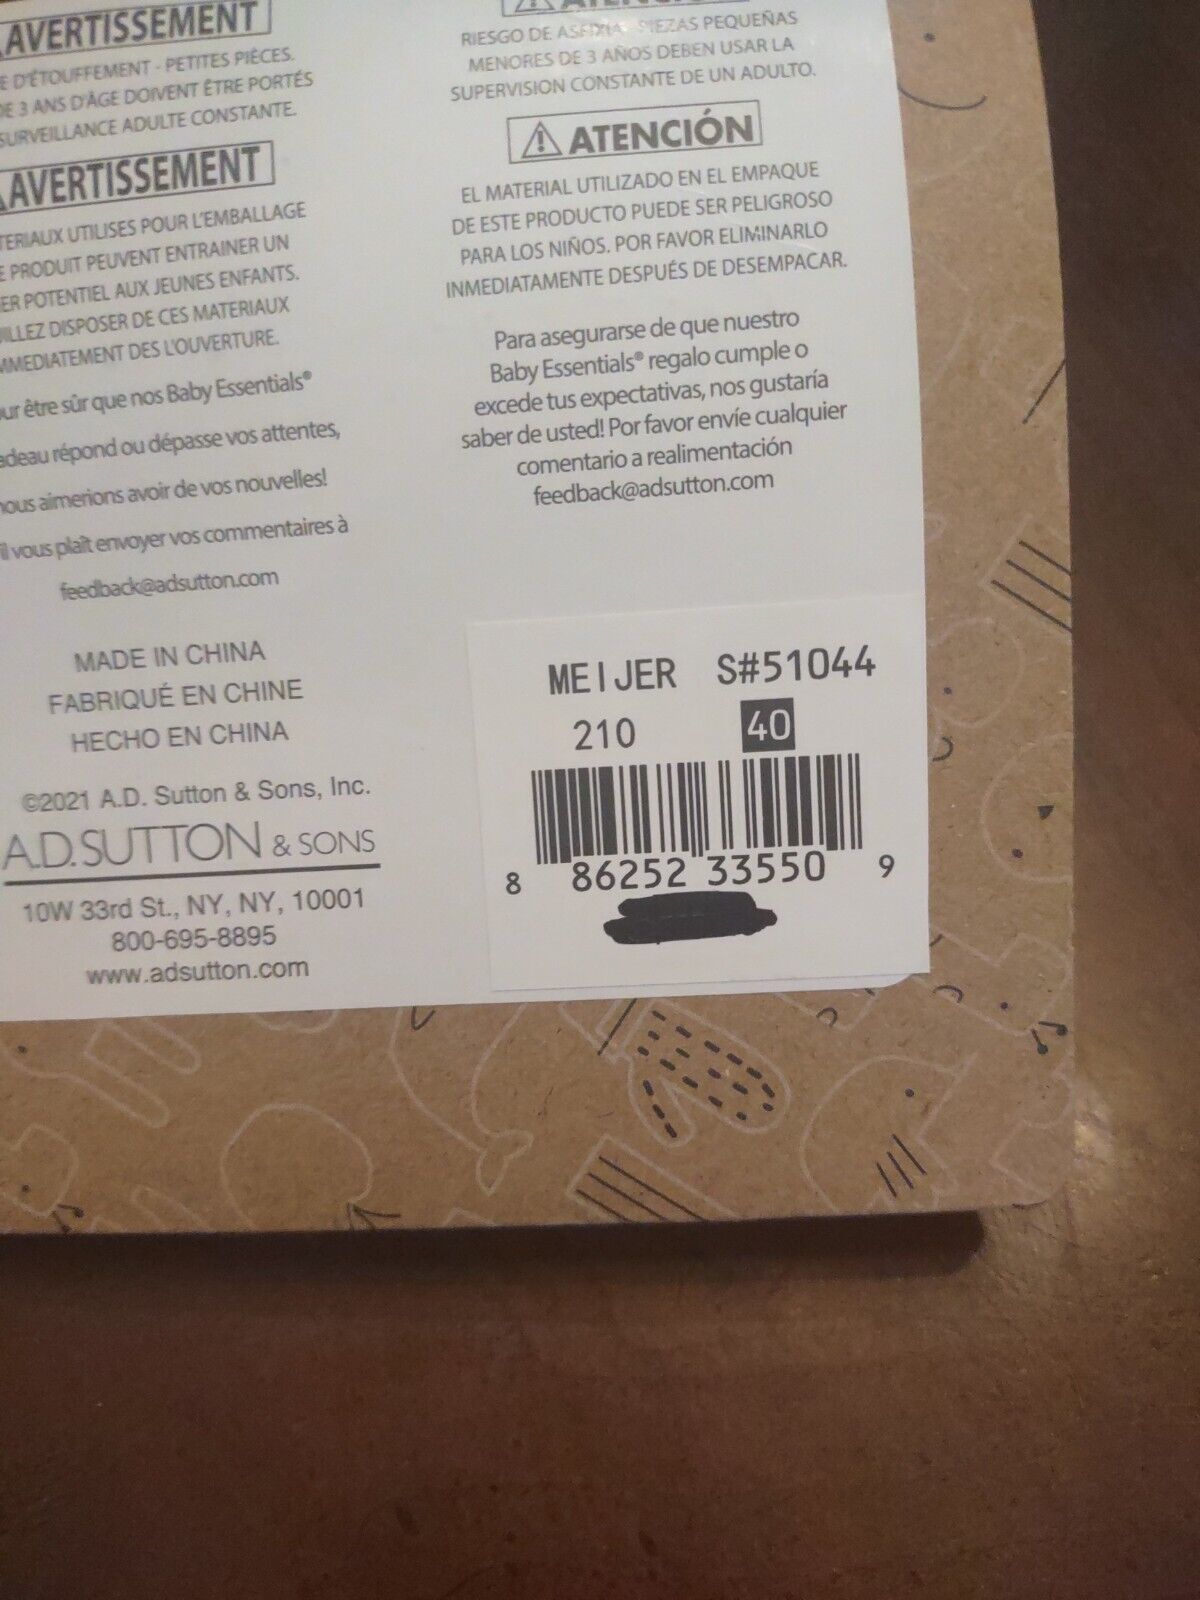 AVERTISSEMENT
D'ÉTOUFFEMENT - PETITES PIÈCES.
DE 3 ANS D'ÂGE DOIVENT ÊTRE PORTÉS
SURVEILLANCE ADULTE CONSTANTE.
AVERTISSEMENT
UTILISES POUR L'EMBALLAGE
PRODUIT PEUVENT ENTRAINER UN
POTENTIEL AUX JEUNES ENFANTS.
DISPOSER DE CES MATERIAUX
DES L'OUVERTURE.
être sûr que nos Baby Essentials®
répond ou dépasse vos attentes,
nous aimerions avoir de vos nouvelles!
vous plaît envoyer vos commentaires à
feedback@adsutton.com
MADE IN CHINA
FABRIQUÉ EN CHINE
HECHO EN CHINA
©2021 A.D. Sutton & Sons, Inc.
A.D. SUTTON & SONS
10W 33rd St., NY, NY, 10001
800-695-8895
www.adsutton.com
RIESGO DE ASFIXIA - PIEZAS PEQUEÑAS
MENORES DE 3 AÑOS DEBEN USAR LA
SUPERVISION CONSTANTE DE UN ADULTO.
⚠ ATENCIÓN
EL MATERIAL UTILIZADO EN EL EMPAQUE
DE ESTE PRODUCTO PUEDE SER PELIGROSO
PARA LOS NIÑOS. POR FAVOR ELIMINARLO
INMEDIATAMENTE DESPUÉS DE DESEMPACAR.
Para asegurarse de que nuestro
Baby Essentials® regalo cumple o
excede tus expectativas, nos gustaría
saber de usted! Por favor envíe cualquier
comentario a realimentación
feedback@adsutton.com
MEIJER S#51044
210 40
8 86252 33550 9